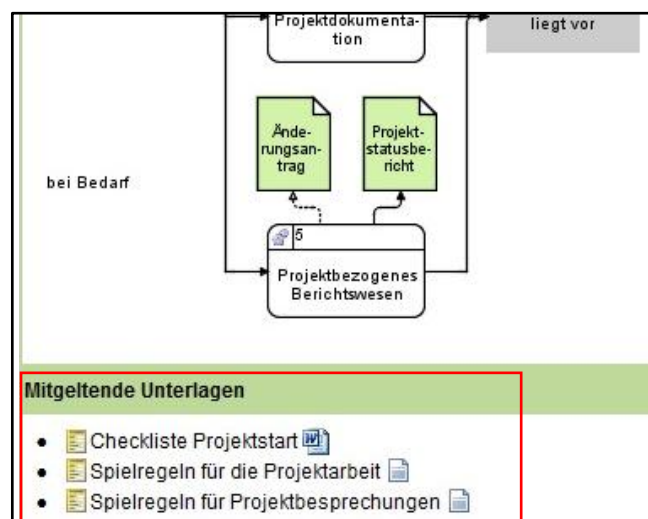 Projektdokumenta-
tion
liegt vor
Ände-
rungsan-
trag
Projekt-
statusbe-
richt
bei Bedarf
5
Projektbezogenes
Berichtswesen
Mitgeltende Unterlagen
Checkliste Projektstart
Spielregeln für die Projektarbeit
Spielregeln für Projektbesprechungen